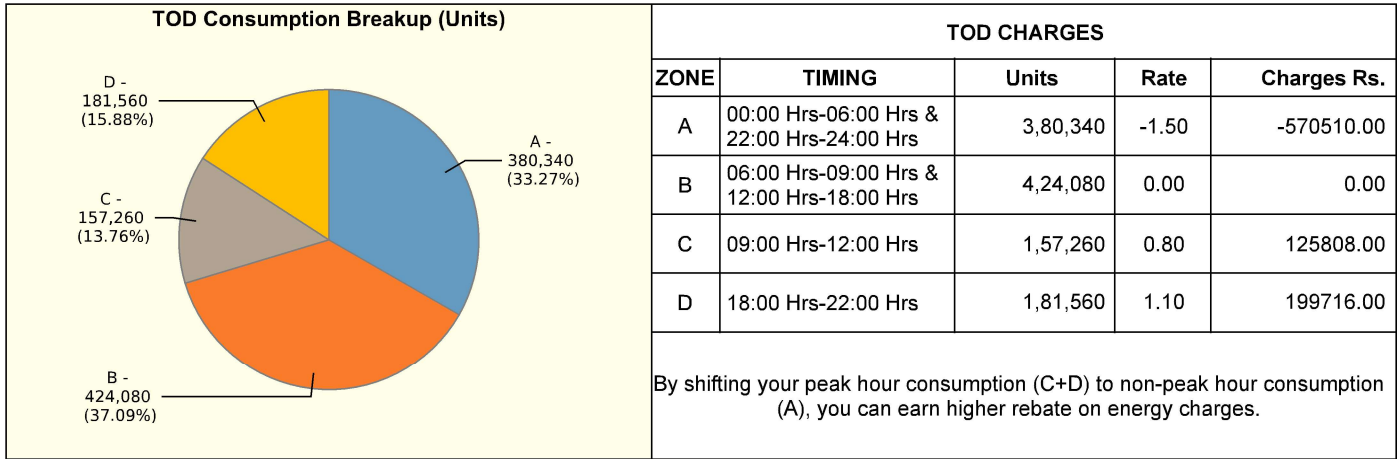 TOD Consumption Breakup (Units)
D -
181,560
(15.88%)
A -
380,340
(33.27%)
C -
157,260
(13.76%)
B -
424,080
(37.09%)
TOD CHARGES
ZONE TIMING Units Rate Charges Rs.
A 00:00 Hrs-06:00 Hrs & 3,80,340 -1.50 -570510.00
22:00 Hrs-24:00 Hrs
B 06:00 Hrs-09:00 Hrs & 4,24,080 0.00 0.00
12:00 Hrs-18:00 Hrs
C 09:00 Hrs-12:00 Hrs 1,57,260 0.80 125808.00
D 18:00 Hrs-22:00 Hrs 1,81,560 1.10 199716.00
By shifting your peak hour consumption (C+D) to non-peak hour consumption
(A), you can earn higher rebate on energy charges.